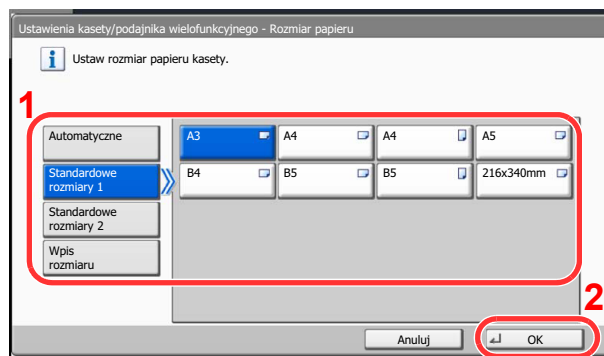 Ustawienia kasety/podajnika wielofunkcyjnego - Rozmiar papieru
i Ustaw rozmiar papieru kasety.
1
Automatyczne
A3 A4 A4 A5
Standardowe
rozmiary 1
B4 B5 B5 216x340mm
Standardowe
rozmiary 2
Wpis
rozmiaru
2
Anuluj OK